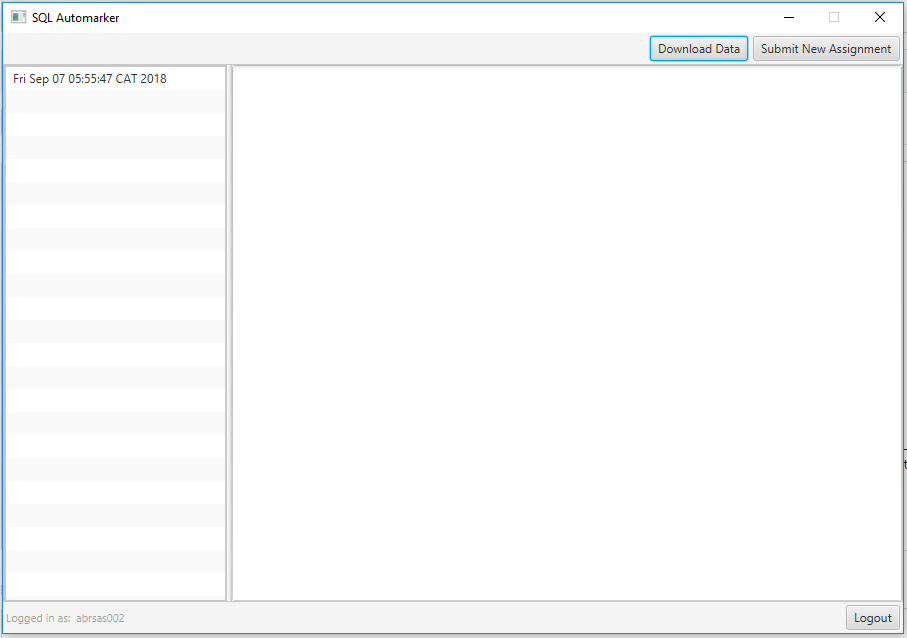 SQL Automarker
Download Data
Submit New Assignment
Fri Sep 07 05:55:47 CAT 2018
Logged in as: abrsas002
Logout